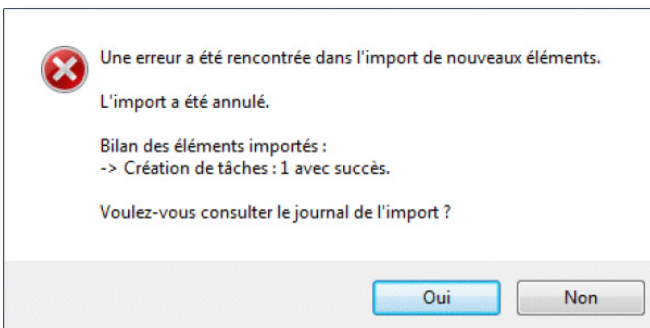 Une erreur a été rencontrée dans l'import de nouveaux éléments.
L'import a été annulé.
Bilan des éléments importés :
-> Création de tâches : 1 avec succès.
Voulez-vous consulter le journal de l'import ?
Oui
Non